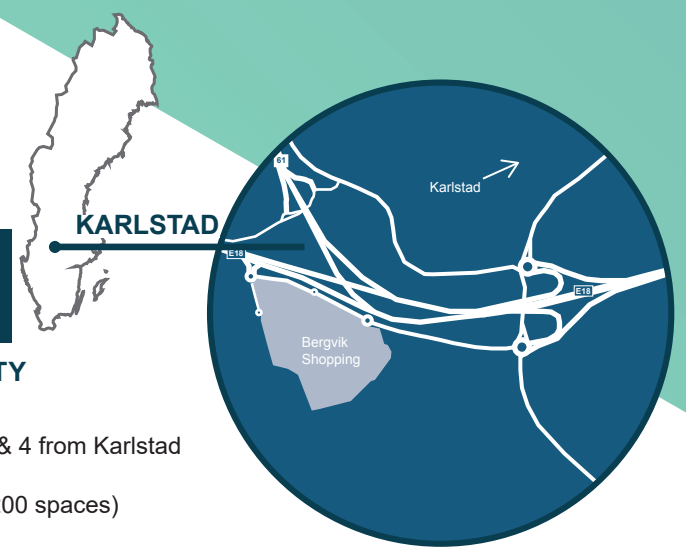 61
Karlstad
KARLSTAD
E18
E18
Bergvik
Shopping
TY
& 4 from Karlstad
00 spaces)